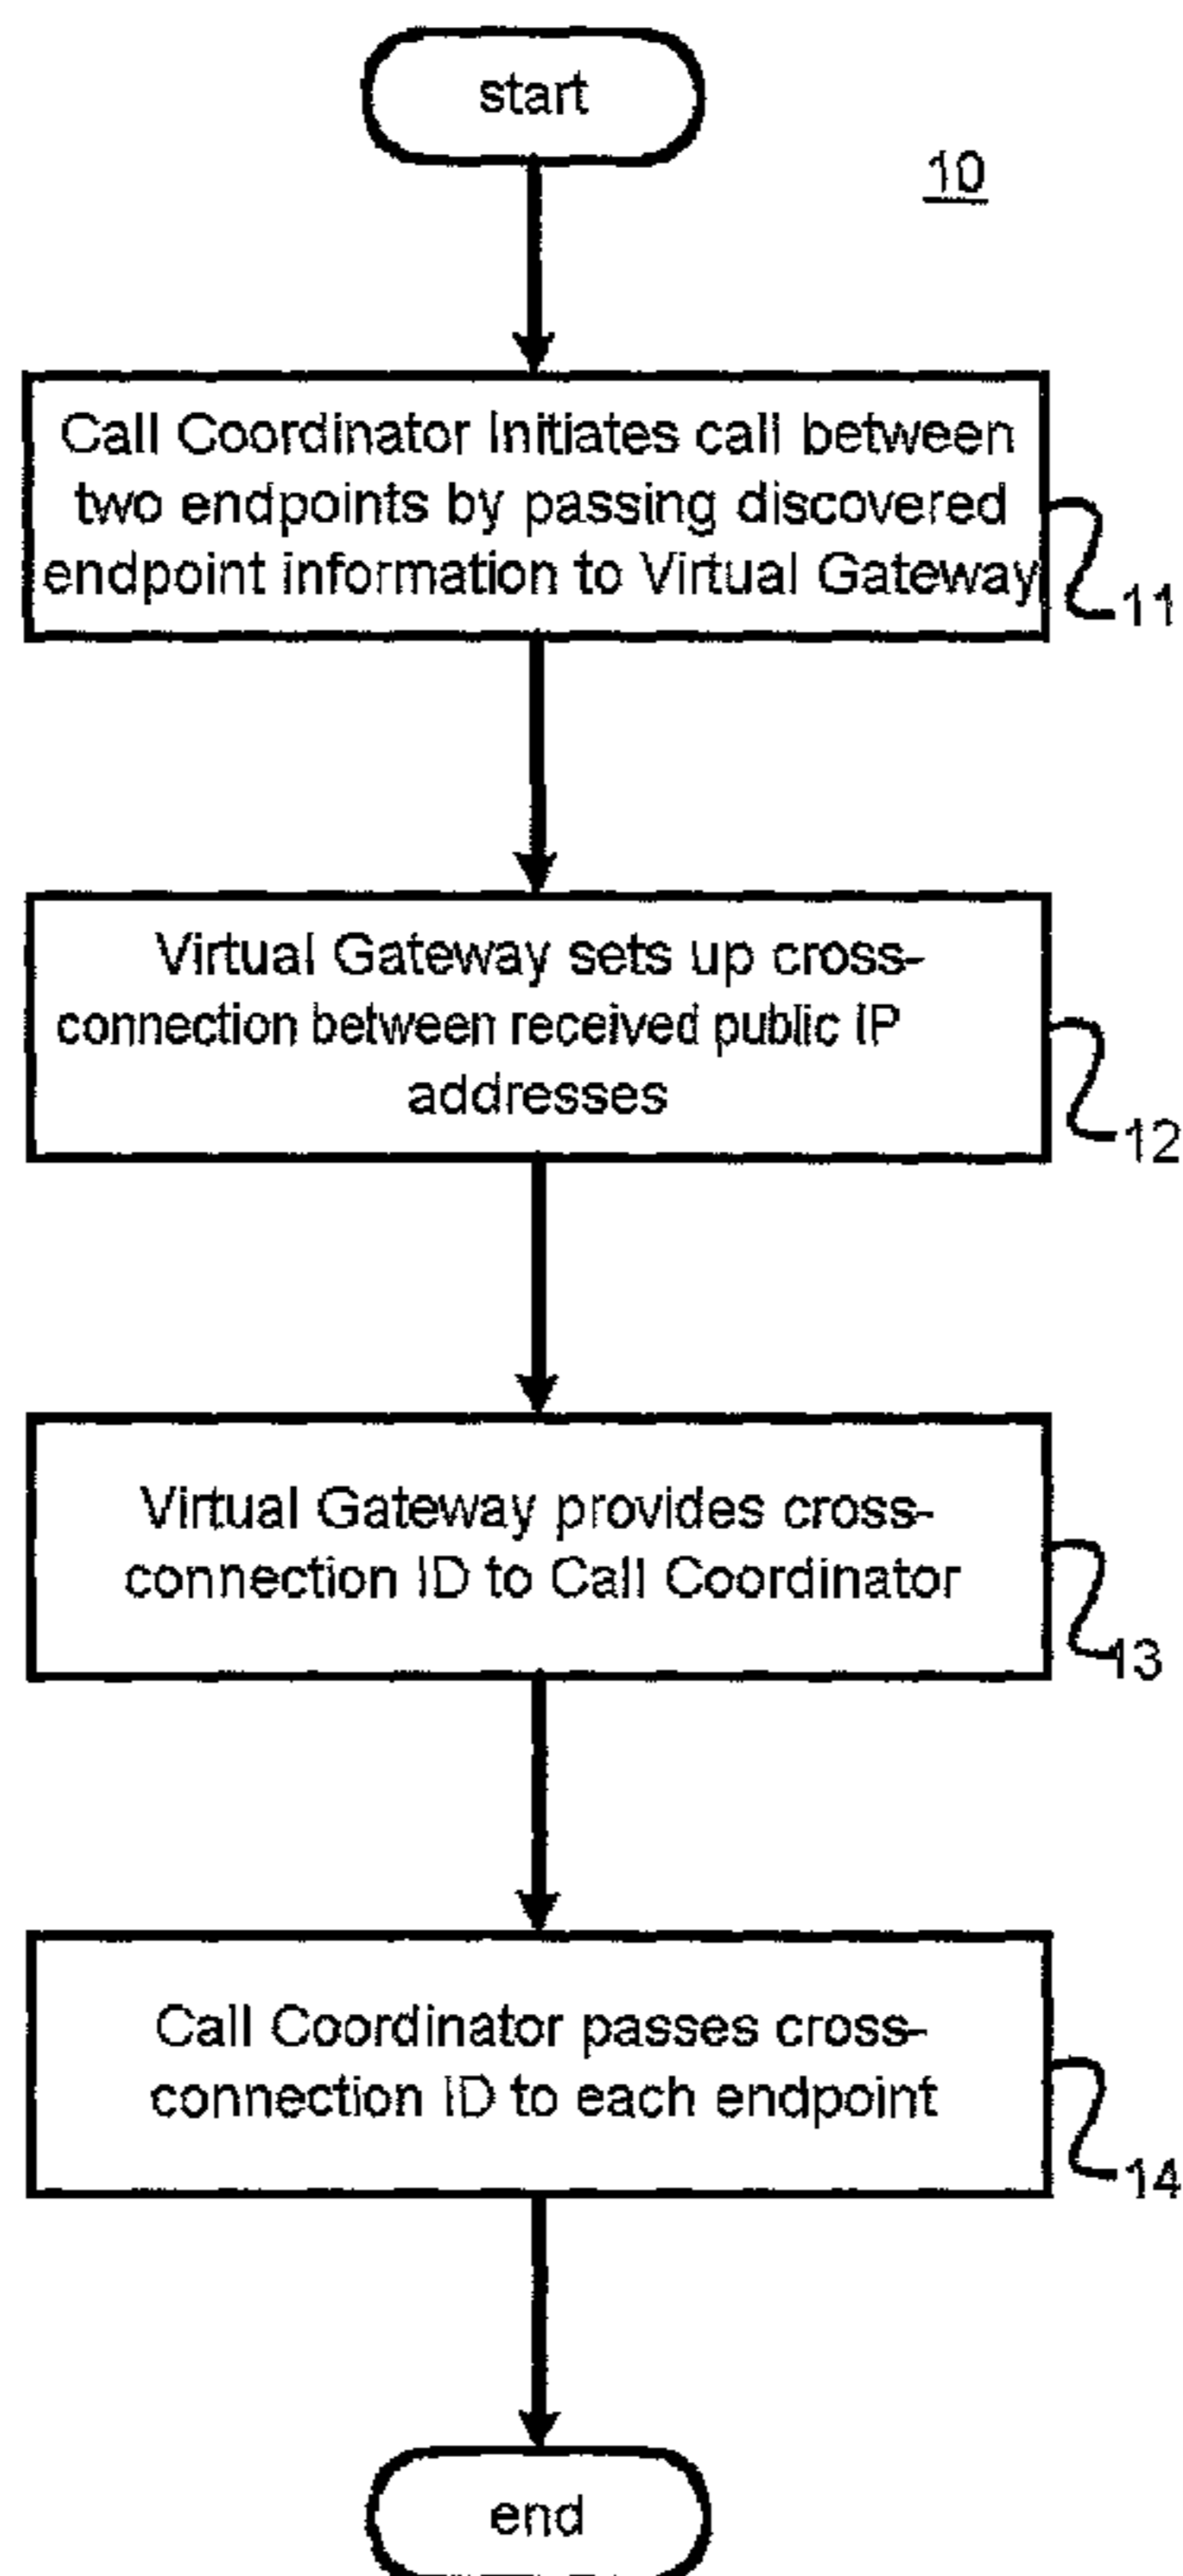 start
10
Call Coordinator Initiates call between
two endpoints by passing discovered
endpoint information to Virtual Gateway
11
Virtual Gateway sets up cross-
connection between received public IP
addresses
12
Virtual Gateway provides cross-
connection ID to Call Coordinator
13
Call Coordinator passes cross-
connection ID to each endpoint
14
end